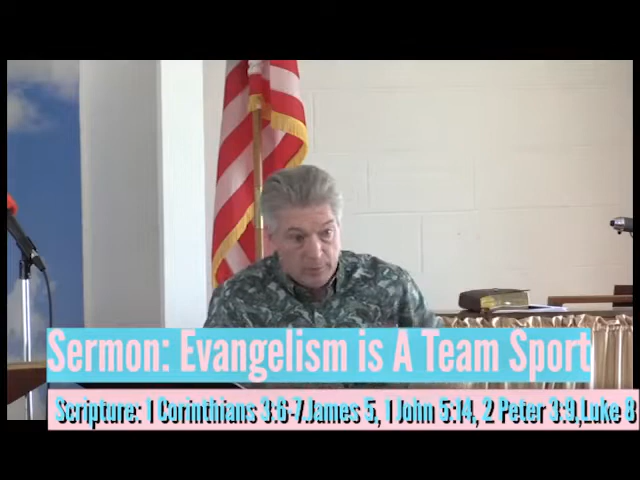 Sermon: Evangelism is A Team Sport
Scripture: 1 Corinthians 3:6-7.James 5, 1 John 5:14, 2 Peter 3:9,Luke 8